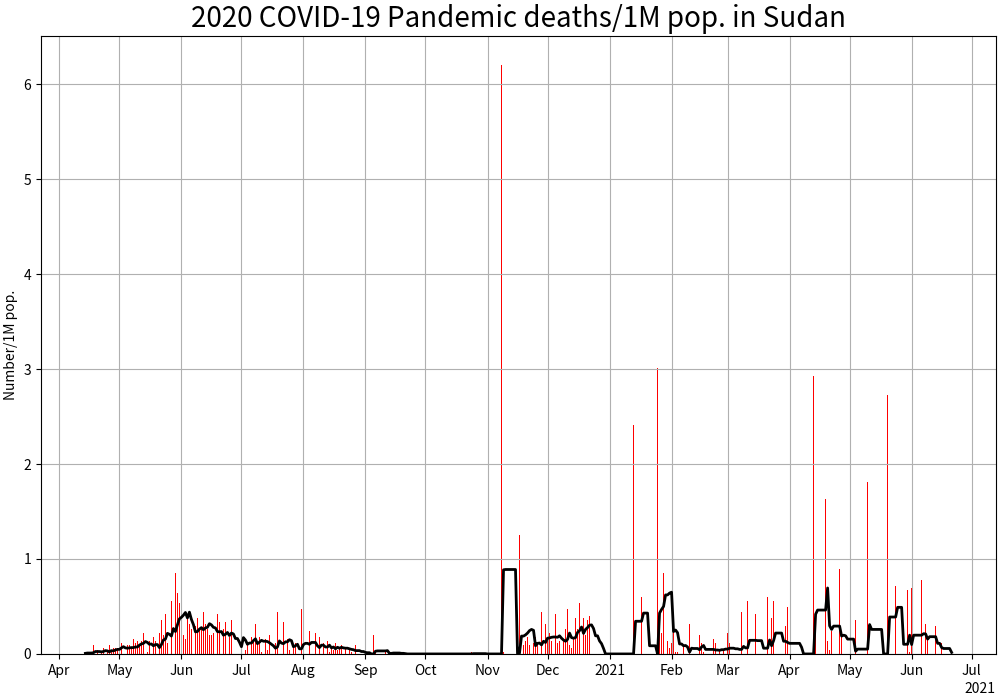 2020 COVID-19 Pandemic deaths/1M pop. in Sudan
Number/1M pop.
6
5
4
3
2
1
0
Apr May Jun Jul Aug Sep Oct Nov Dec 2021 Feb Mar Apr May Jun Jul
2021